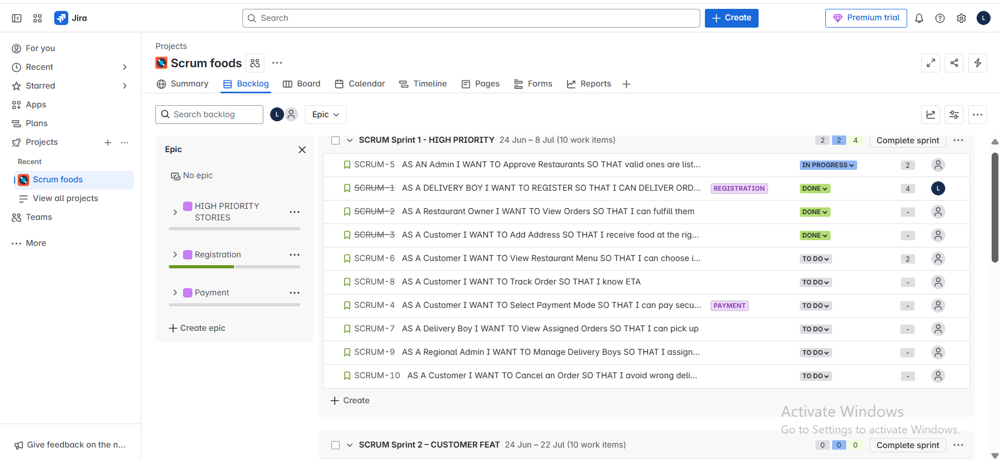 Jira
Search
Create
Premium trial
L
For you
Recent
Starred
Apps
Plans
Projects
Recent
Scrum foods
View all projects
Teams
More
Give feedback on the n...
Projects
Scrum foods
Summary
Backlog
Board
Calendar
Timeline
Pages
Forms
Reports
Search backlog
L
Epic
Epic
No epic
HIGH PRIORITY
STORIES
Registration
Payment
Create epic
SCRUM Sprint 1 - HIGH PRIORITY 24 Jun – 8 Jul (10 work items) 2 2 4 Complete sprint
SCRUM-5 AS AN Admin I WANT TO Approve Restaurants SO THAT valid ones are list... IN PROGRESS 2
SCRUM-1 AS A DELIVERY BOY I WANT TO REGISTER SO THAT I CAN DELIVER ORD... REGISTRATION DONE 4 L
SCRUM-2 AS A Restaurant Owner I WANT TO View Orders SO THAT I can fulfill them DONE -
SCRUM-3 AS A Customer I WANT TO Add Address SO THAT I receive food at the rig... DONE -
SCRUM-6 AS A Customer I WANT TO View Restaurant Menu SO THAT I can choose i... TO DO 2
SCRUM-8 AS A Customer I WANT TO Track Order SO THAT I know ETA TO DO -
SCRUM-4 AS A Customer I WANT TO Select Payment Mode SO THAT I can pay secu... PAYMENT TO DO -
SCRUM-7 AS A Delivery Boy I WANT TO View Assigned Orders SO THAT I can pick up TO DO -
SCRUM-9 AS A Regional Admin I WANT TO Manage Delivery Boys SO THAT I assign... TO DO -
SCRUM-10 AS A Customer I WANT TO Cancel an Order SO THAT I avoid wrong deli... TO DO -
Create
Activate Windows
Go to Settings to activate Windows.
SCRUM Sprint 2 – CUSTOMER FEAT 24 Jun – 22 Jul (10 work items) 0 0 0 Complete sprint